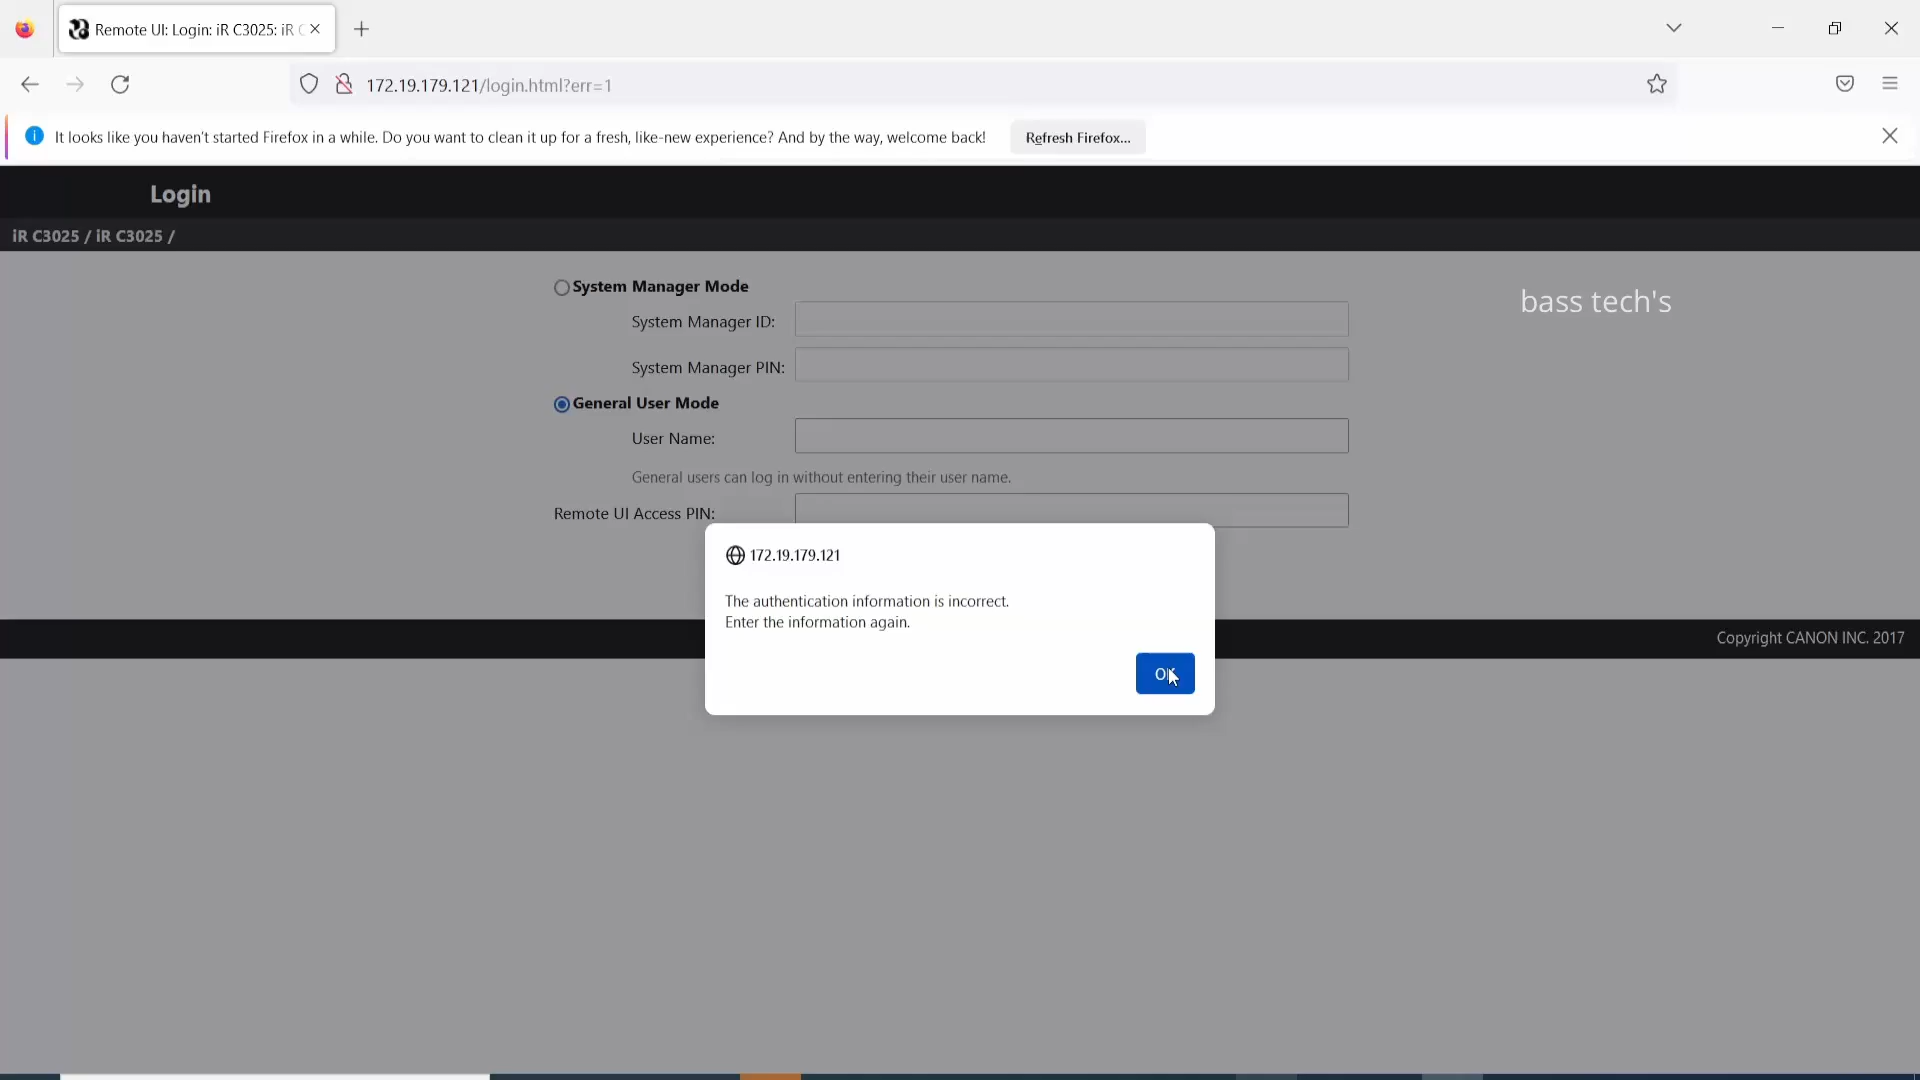 Remote UI: Login: iR C3025: iR C
172.19.179.121/login.html?err=1
It looks like you haven't started Firefox in a while. Do you want to clean it up for a fresh, like-new experience? And by the way, welcome back!
Refresh Firefox...
Login
iR C3025 / iR C3025 /
System Manager Mode
bass tech's
System Manager ID:
System Manager PIN:
General User Mode
User Name:
General users can log in without entering their user name.
Remote UI Access PIN:
172.19.179.121
The authentication information is incorrect.
Enter the information again.
OK
Copyright CANON INC. 2017